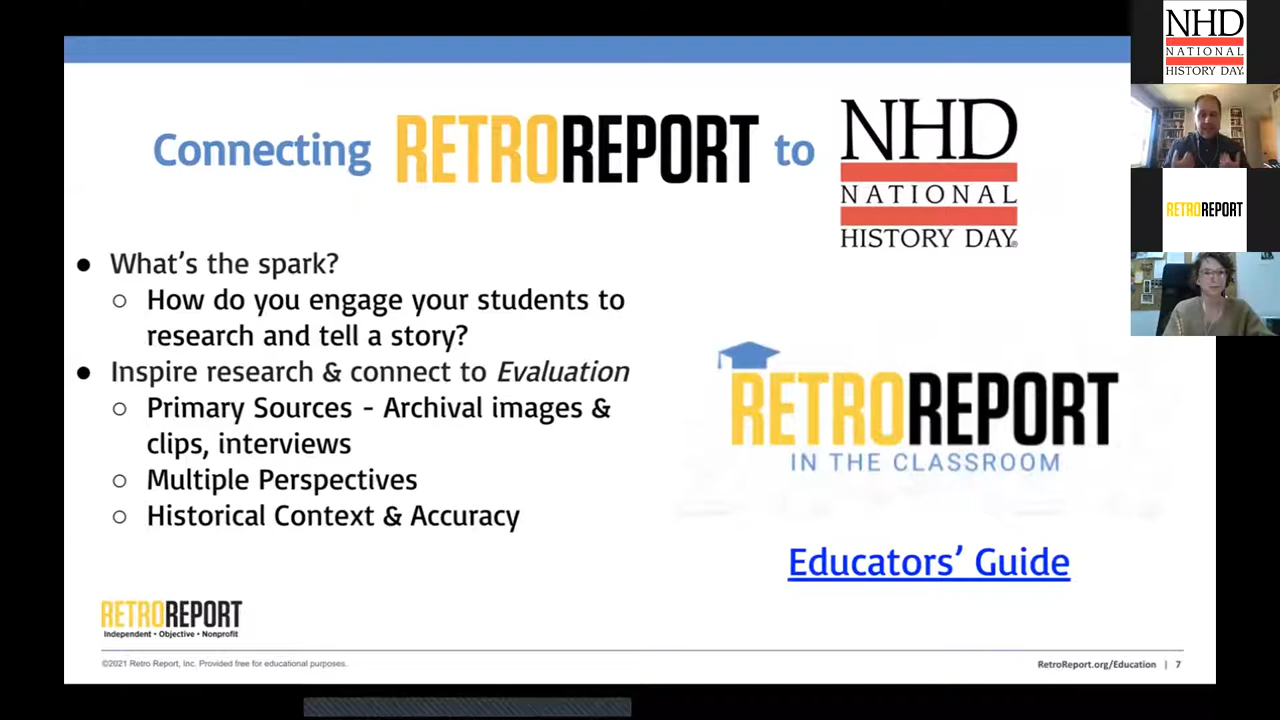 Connecting RETROREPORT to
NHD
NATIONAL
HISTORY DAY®
What's the spark?
How do you engage your students to
research and tell a story?
Inspire research & connect to Evaluation
Primary Sources - Archival images &
clips, interviews
Multiple Perspectives
Historical Context & Accuracy
RETROREPORT
IN THE CLASSROOM
Educators' Guide
RETROREPORT
Independent • Objective • Nonprofit
©2021 Retro Report, Inc. Provided free for educational purposes.
RetroReport.org/Education | 7
NHD
NATIONAL
HISTORY DAY
RETROREPORT